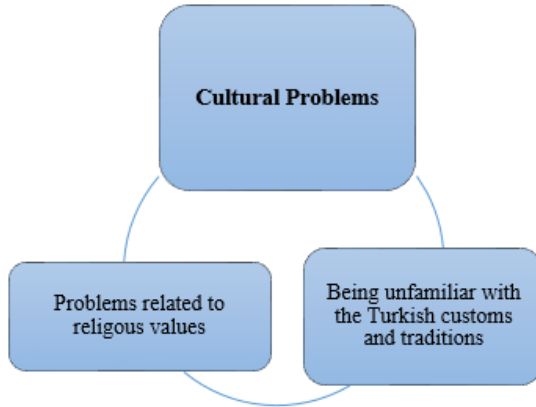 Cultural Problems
Problems related to
religous values
Being unfamiliar with
the Turkish customs
and traditions